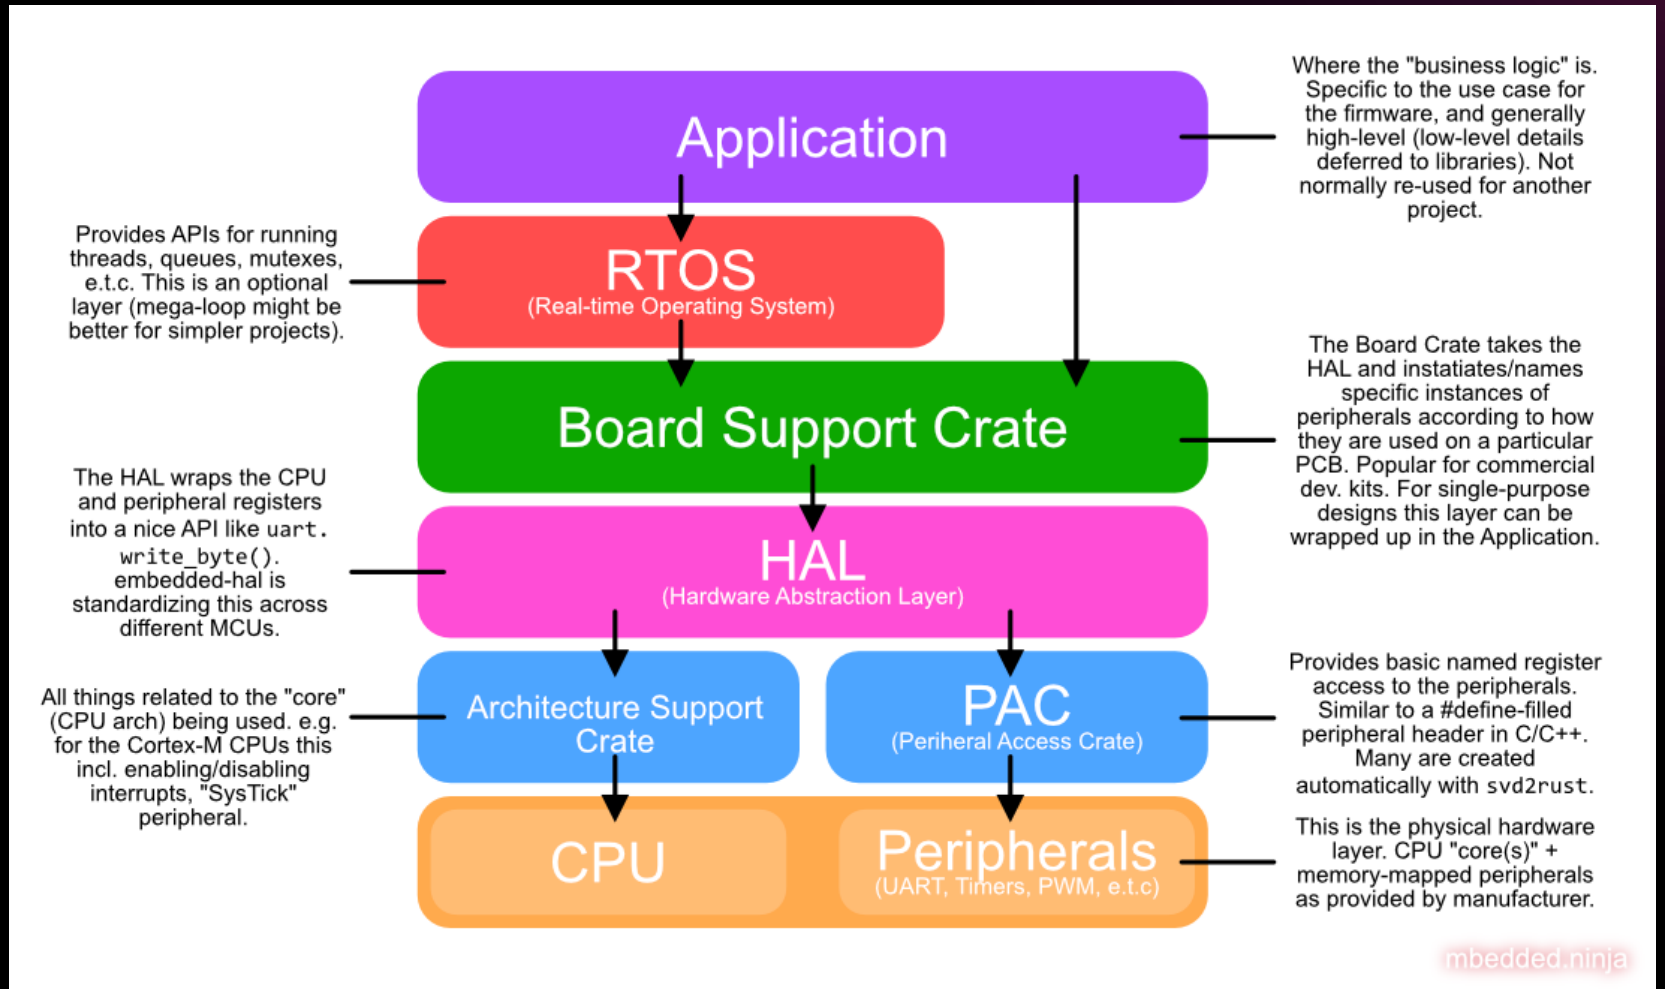 Application
Where the "business logic" is.
Specific to the use case for
the firmware, and generally
high-level (low-level details
deferred to libraries). Not
normally re-used for another
project.
RTOS
(Real-time Operating System)
Provides APIs for running
threads, queues, mutexes,
e.t.c. This is an optional
layer (mega-loop might be
better for simpler projects).
Board Support Crate
The Board Crate takes the
HAL and instatiates/names
specific instances of
peripherals according to how
they are used on a particular
PCB. Popular for commercial
dev. kits. For single-purpose
designs this layer can be
wrapped up in the Application.
HAL
(Hardware Abstraction Layer)
The HAL wraps the CPU
and peripheral registers
into a nice API like uart.
write_byte().
embedded-hal is
standardizing this across
different MCUs.
Architecture Support
Crate
All things related to the "core"
(CPU arch) being used. e.g.
for the Cortex-M CPUs this
incl. enabling/disabling
interrupts, "SysTick"
peripheral.
PAC
(Periheral Access Crate)
Provides basic named register
access to the peripherals.
Similar to a #define-filled
peripheral header in C/C++.
Many are created
automatically with svd2rust.
CPU
Peripherals
(UART, Timers, PWM, e.t.c)
This is the physical hardware
layer. CPU "core(s)" +
memory-mapped peripherals
as provided by manufacturer.
mbedded.ninja